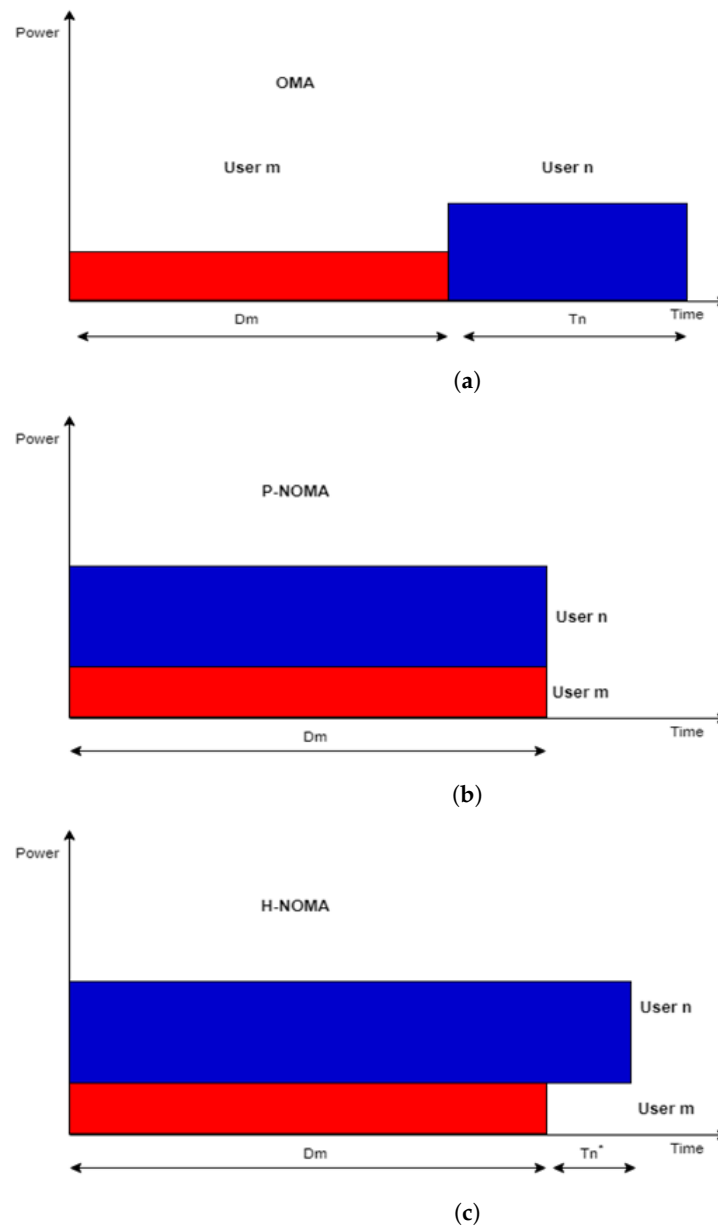 Power
OMA
User m
User n
Dm
Tn
Time
(a)
Power
P-NOMA
User n
User m
Dm
Time
(b)
Power
H-NOMA
User n
User m
Dm
Tn*
Time
(c)